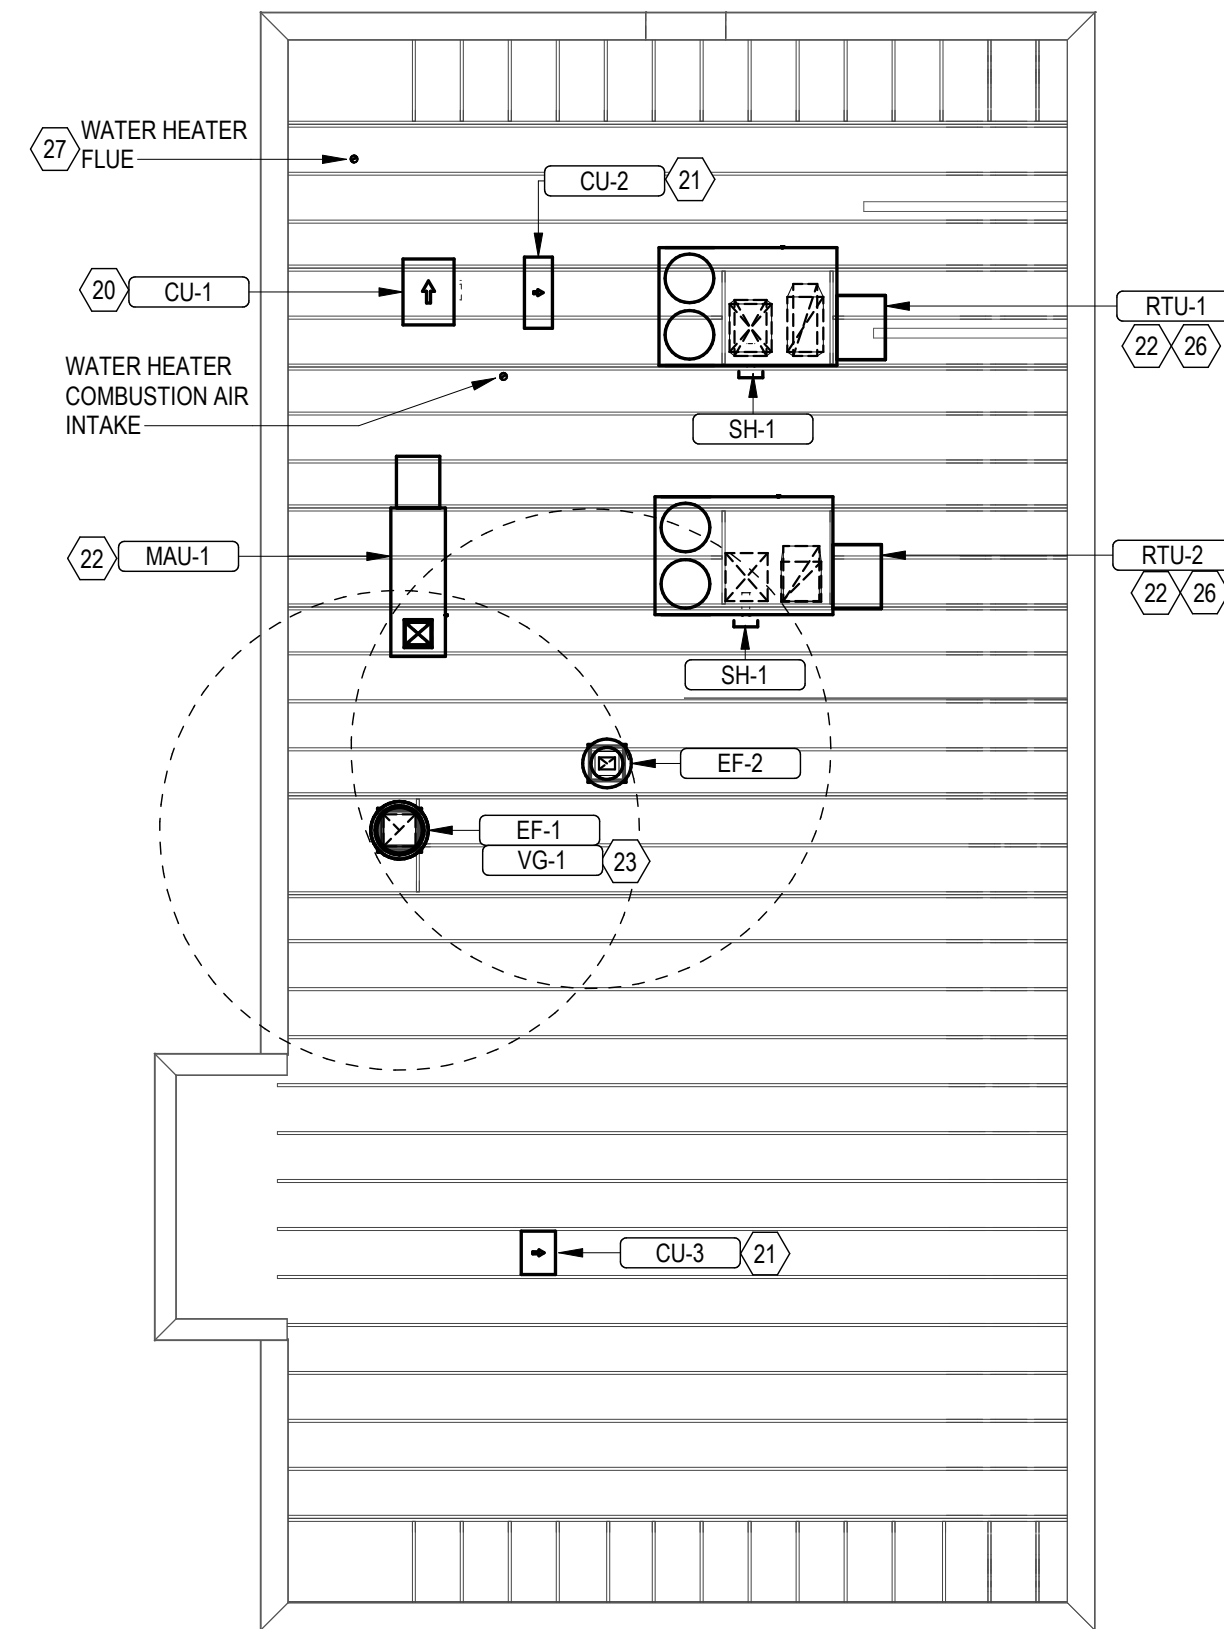 27
WATER HEATER
FLUE
CU-2
21
20
CU-1
RTU-1
22
26
WATER HEATER
COMBUSTION AIR
INTAKE
SH-1
22
MAU-1
RTU-2
22
26
SH-1
EF-2
EF-1
VG-1
23
CU-3
21